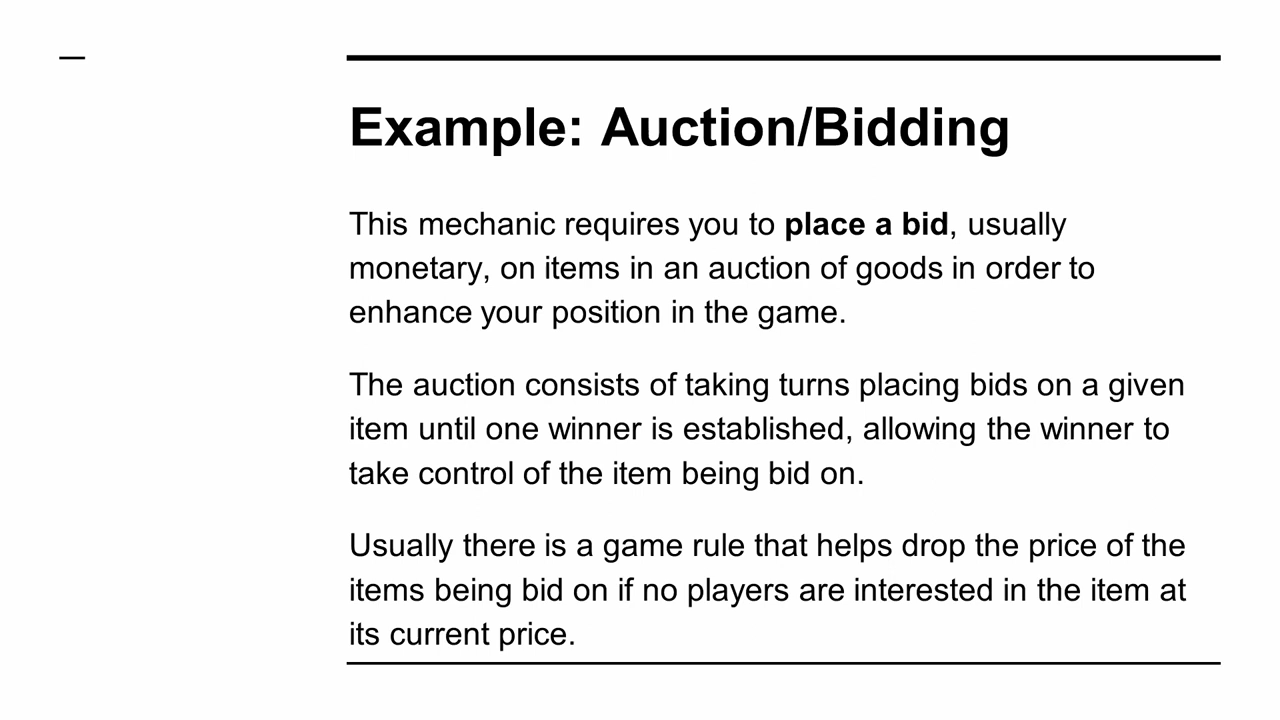 Example: Auction/Bidding
This mechanic requires you to place a bid, usually
monetary, on items in an auction of goods in order to
enhance your position in the game.
The auction consists of taking turns placing bids on a given
item until one winner is established, allowing the winner to
take control of the item being bid on.
Usually there is a game rule that helps drop the price of the
items being bid on if no players are interested in the item at
its current price.